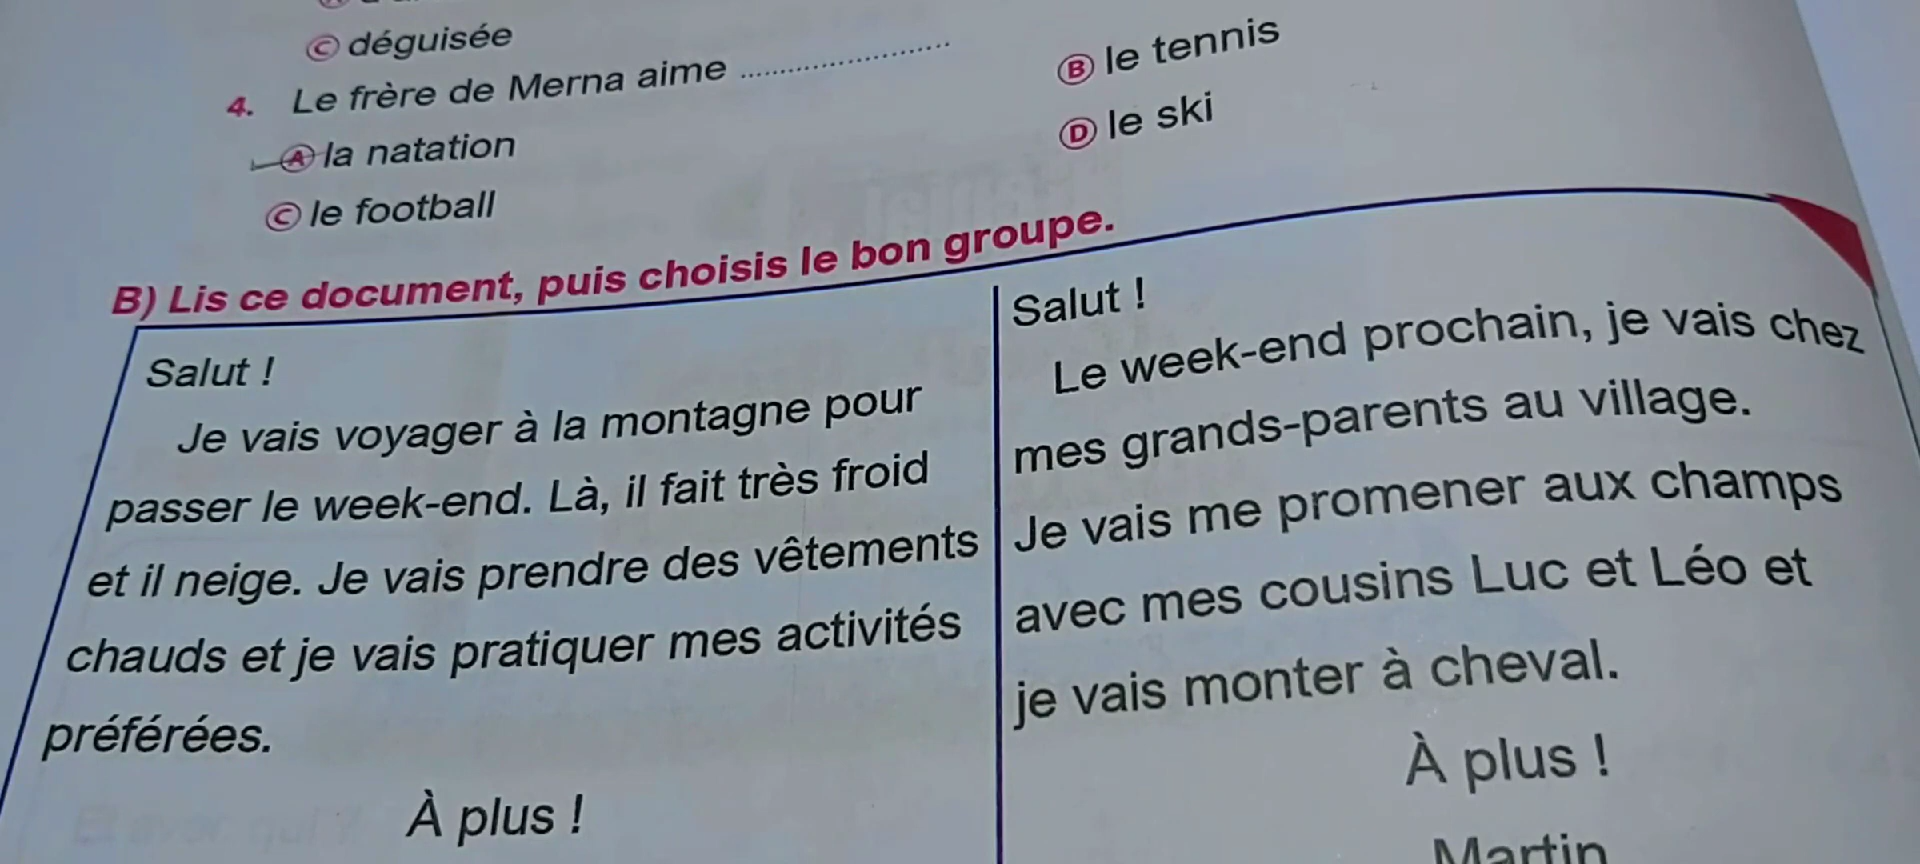 C déguisée
4. Le frère de Merna aime ....................
A la natation
B le tennis
C le football
D le ski
B) Lis ce document, puis choisis le bon groupe.
Salut !
Je vais voyager à la montagne pour
passer le week-end. Là, il fait très froid
et il neige. Je vais prendre des vêtements
chauds et je vais pratiquer mes activités
préférées.
À plus !
Salut !
Le week-end prochain, je vais chez
mes grands-parents au village.
Je vais me promener aux champs
avec mes cousins Luc et Léo et
je vais monter à cheval.
À plus !
Martin